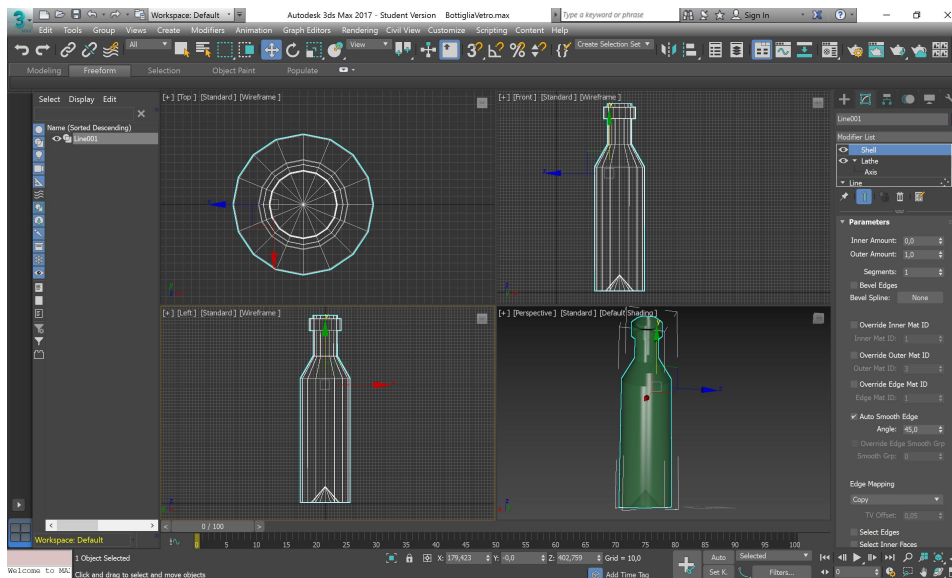 3
MAX
Workspace: Default
Autodesk 3ds Max 2017 - Student Version    BottigliaVetro.max
Type a keyword or phrase
Sign In
Edit Tools Group Views Create Modifiers Animation Graph Editors Rendering Civil View Customize Scripting Content Help
All
View
Create Selection Set
Modeling Freeform Selection Object Paint Populate
Select Display Edit
Name (Sorted Descending)
Line001
[+] [Top] [Standard] [Wireframe]
[+] [Front] [Standard] [Wireframe]
[+] [Left] [Standard] [Wireframe]
[+] [Perspective] [Standard] [Default Shading]
Line001
Modifier List
Shell
Lathe
Axis
Line
Parameters
Inner Amount: 0,0
Outer Amount: 1,0
Segments: 1
Bevel Edges
Bevel Spline: None
Override Inner Mat ID
Inner Mat ID: 1
Override Outer Mat ID
Outer Mat ID: 3
Override Edge Mat ID
Edge Mat ID: 1
Auto Smooth Edge
Angle: 45,0
Override Edge Smooth Grp
Smooth Grp: 0
Edge Mapping
Copy
TV Offset: 0,05
Select Edges
Select Inner Faces
0 / 100
Workspace: Default
0 5 10 15 20 25 30 35 40 45 50 55 60 65 70 75 80 85 90 95 100
1 Object Selected
X: 179,423 Y: -0,0 Z: 402,759 Grid = 10,0
Auto Selected
Welcome to MA
Click and drag to select and move objects
Add Time Tag
Set K. Filters...
0